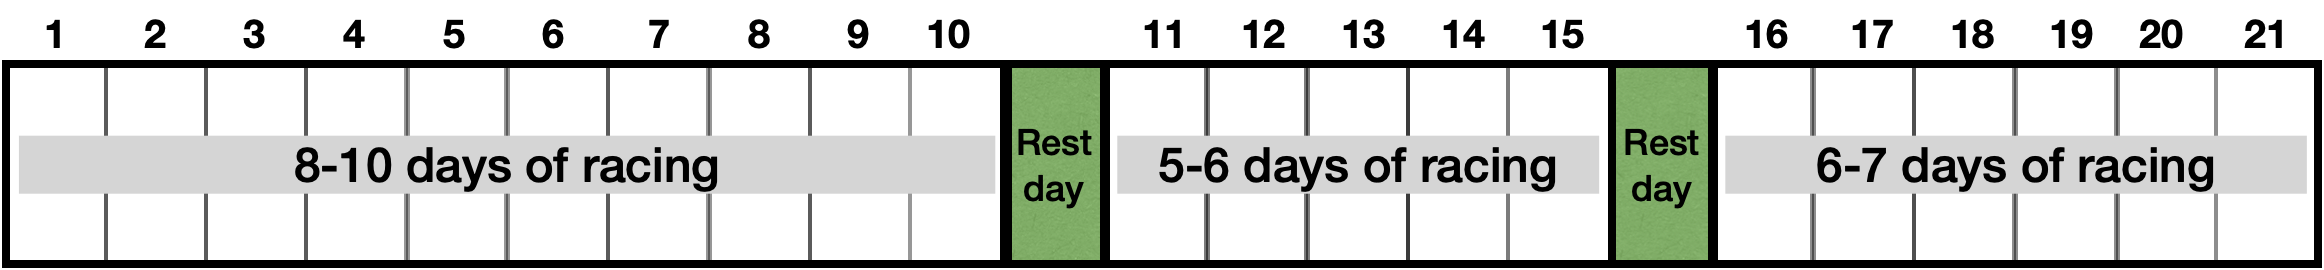 1 2 3 4 5 6 7 8 9 10 11 12 13 14 15 16 17 18 19 20 21
8-10 days of racing
Rest
day
5-6 days of racing
Rest
day
6-7 days of racing